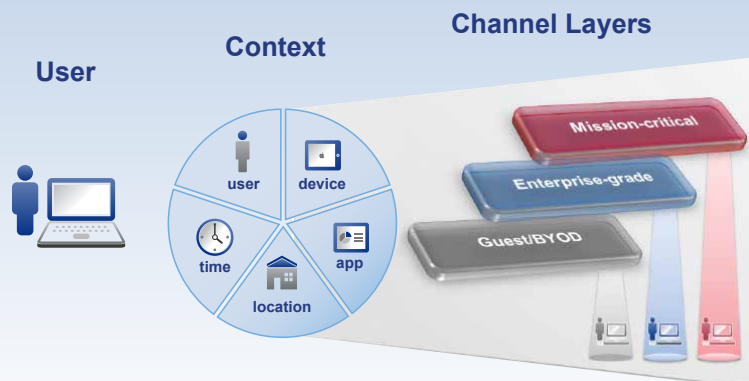 User
Context
Channel Layers
user
device
time
app
location
Mission-critical
Enterprise-grade
Guest/BYOD